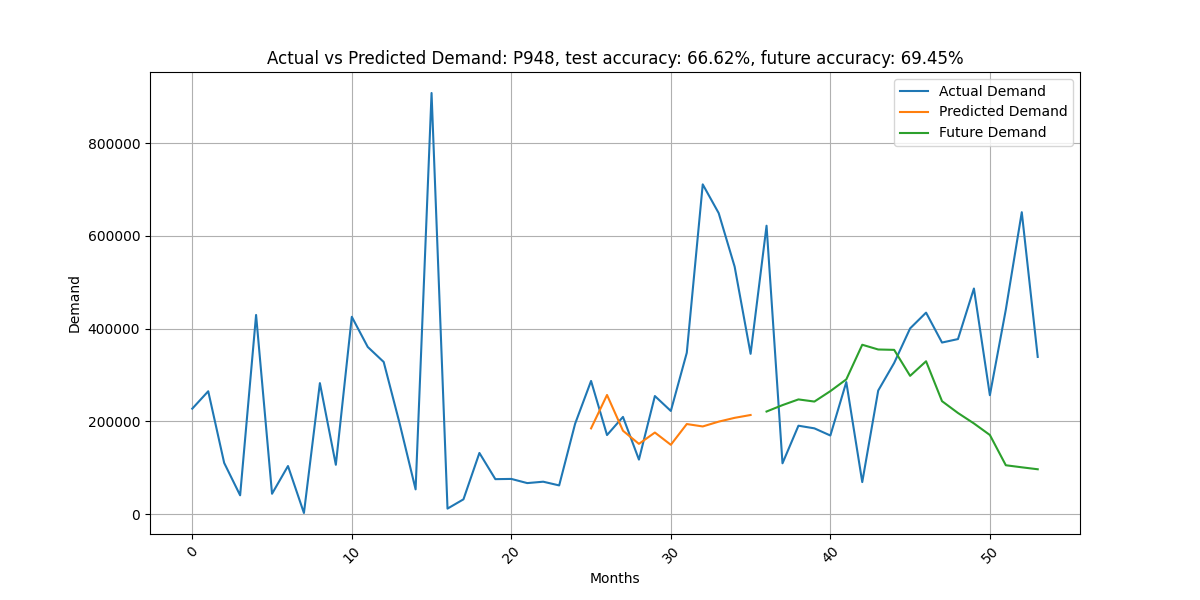 Actual vs Predicted Demand: P948, test accuracy: 66.62%, future accuracy: 69.45%
Actual Demand
Predicted Demand
Future Demand
800000
600000
400000
200000
0
Demand
0 10 20 30 40 50
Months